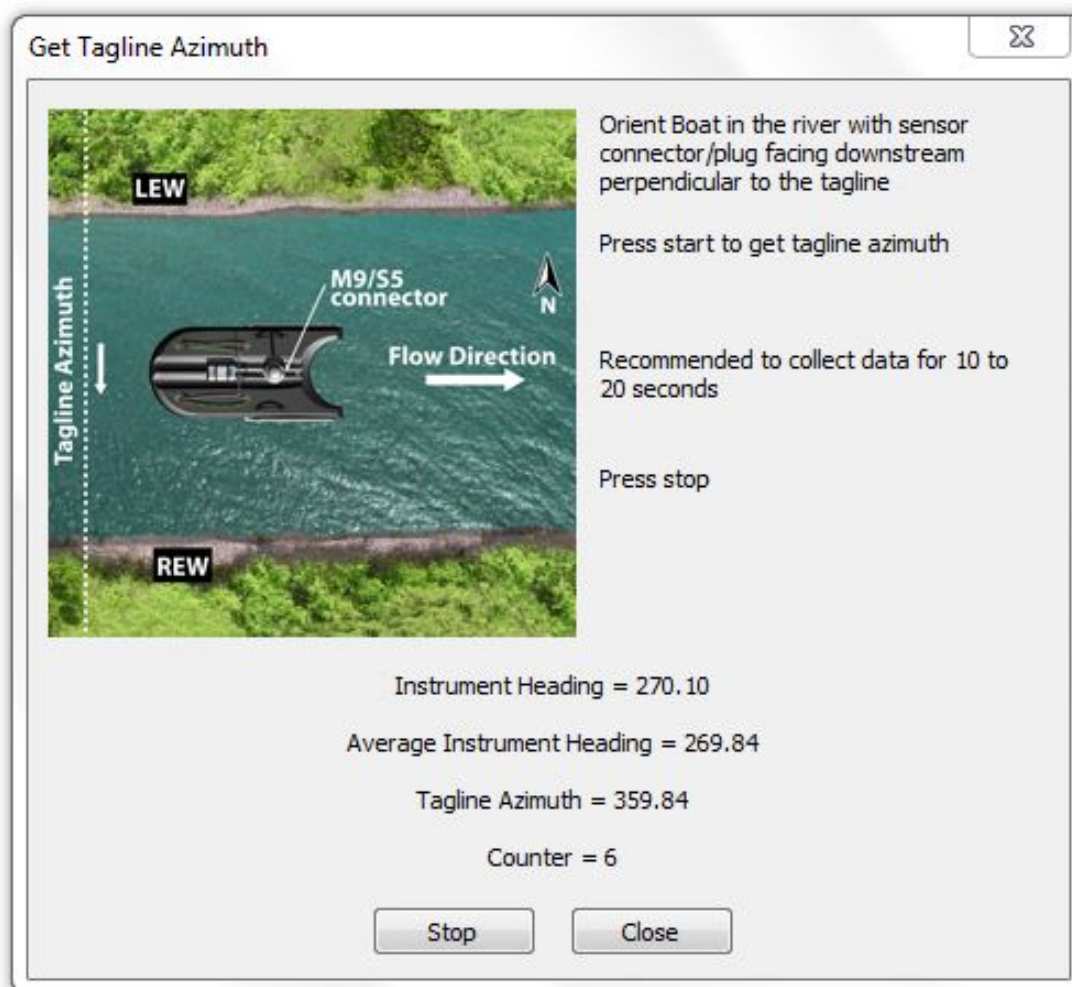 Get Tagline Azimuth
Orient Boat in the river with sensor
connector/plug facing downstream
perpendicular to the tagline
Press start to get tagline azimuth
Recommended to collect data for 10 to
20 seconds
Press stop
LEW
M9/S5
connector
N
Tagline Azimuth
Flow Direction
REW
Instrument Heading = 270.10
Average Instrument Heading = 269.84
Tagline Azimuth = 359.84
Counter = 6
Stop
Close